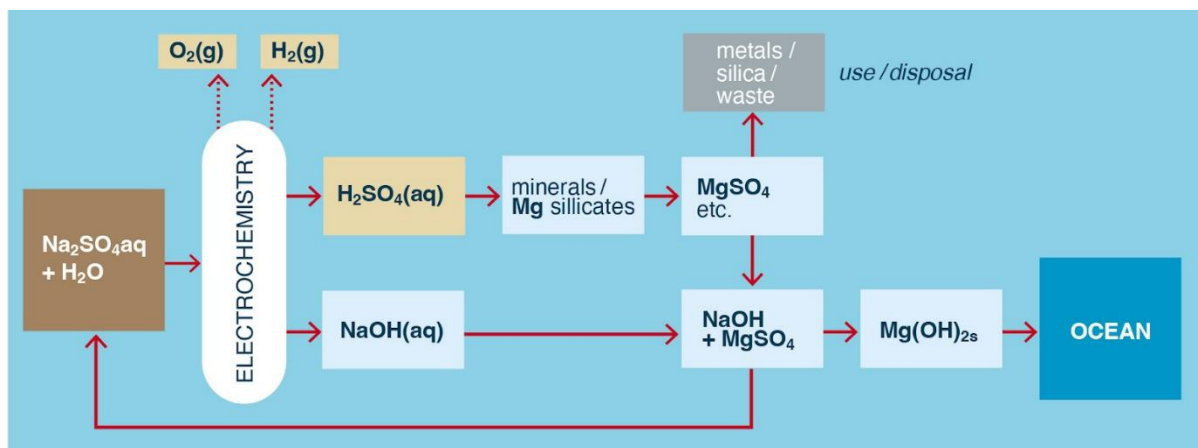 O₂(g)
H₂(g)
metals /
silica /
waste
use / disposal
ELECTROCHEMISTRY
H₂SO₄(aq)
minerals /
Mg sillicates
MgSO₄
etc.
Na₂SO₄aq
+ H₂O
NaOH(aq)
NaOH
+ MgSO₄
Mg(OH)₂s
OCEAN